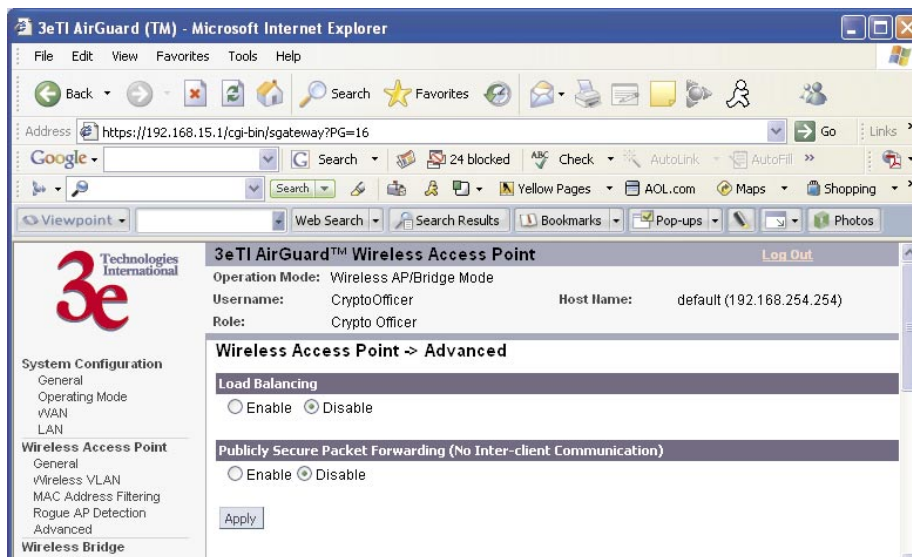 3eTI AirGuard (TM) - Microsoft Internet Explorer
File Edit View Favorites Tools Help
Back Search Favorites
Address https://192.168.15.1/cgi-bin/sgateway?PG=16 Go Links »
Google Search 24 blocked Check AutoLink AutoFill »
Search Yellow Pages AOL.com Maps Shopping
Viewpoint Web Search Search Results Bookmarks Pop-ups Photos
3e Technologies
International
3eTI AirGuard™ Wireless Access Point Log Out
Operation Mode: Wireless AP/Bridge Mode
Username: CryptoOfficer Host Name: default (192.168.254.254)
Role: Crypto Officer
Wireless Access Point -> Advanced
Load Balancing
Enable Disable
Publicly Secure Packet Forwarding (No Inter-client Communication)
Enable Disable
Apply
System Configuration
General
Operating Mode
WAN
LAN
Wireless Access Point
General
Wireless VLAN
MAC Address Filtering
Rogue AP Detection
Advanced
Wireless Bridge